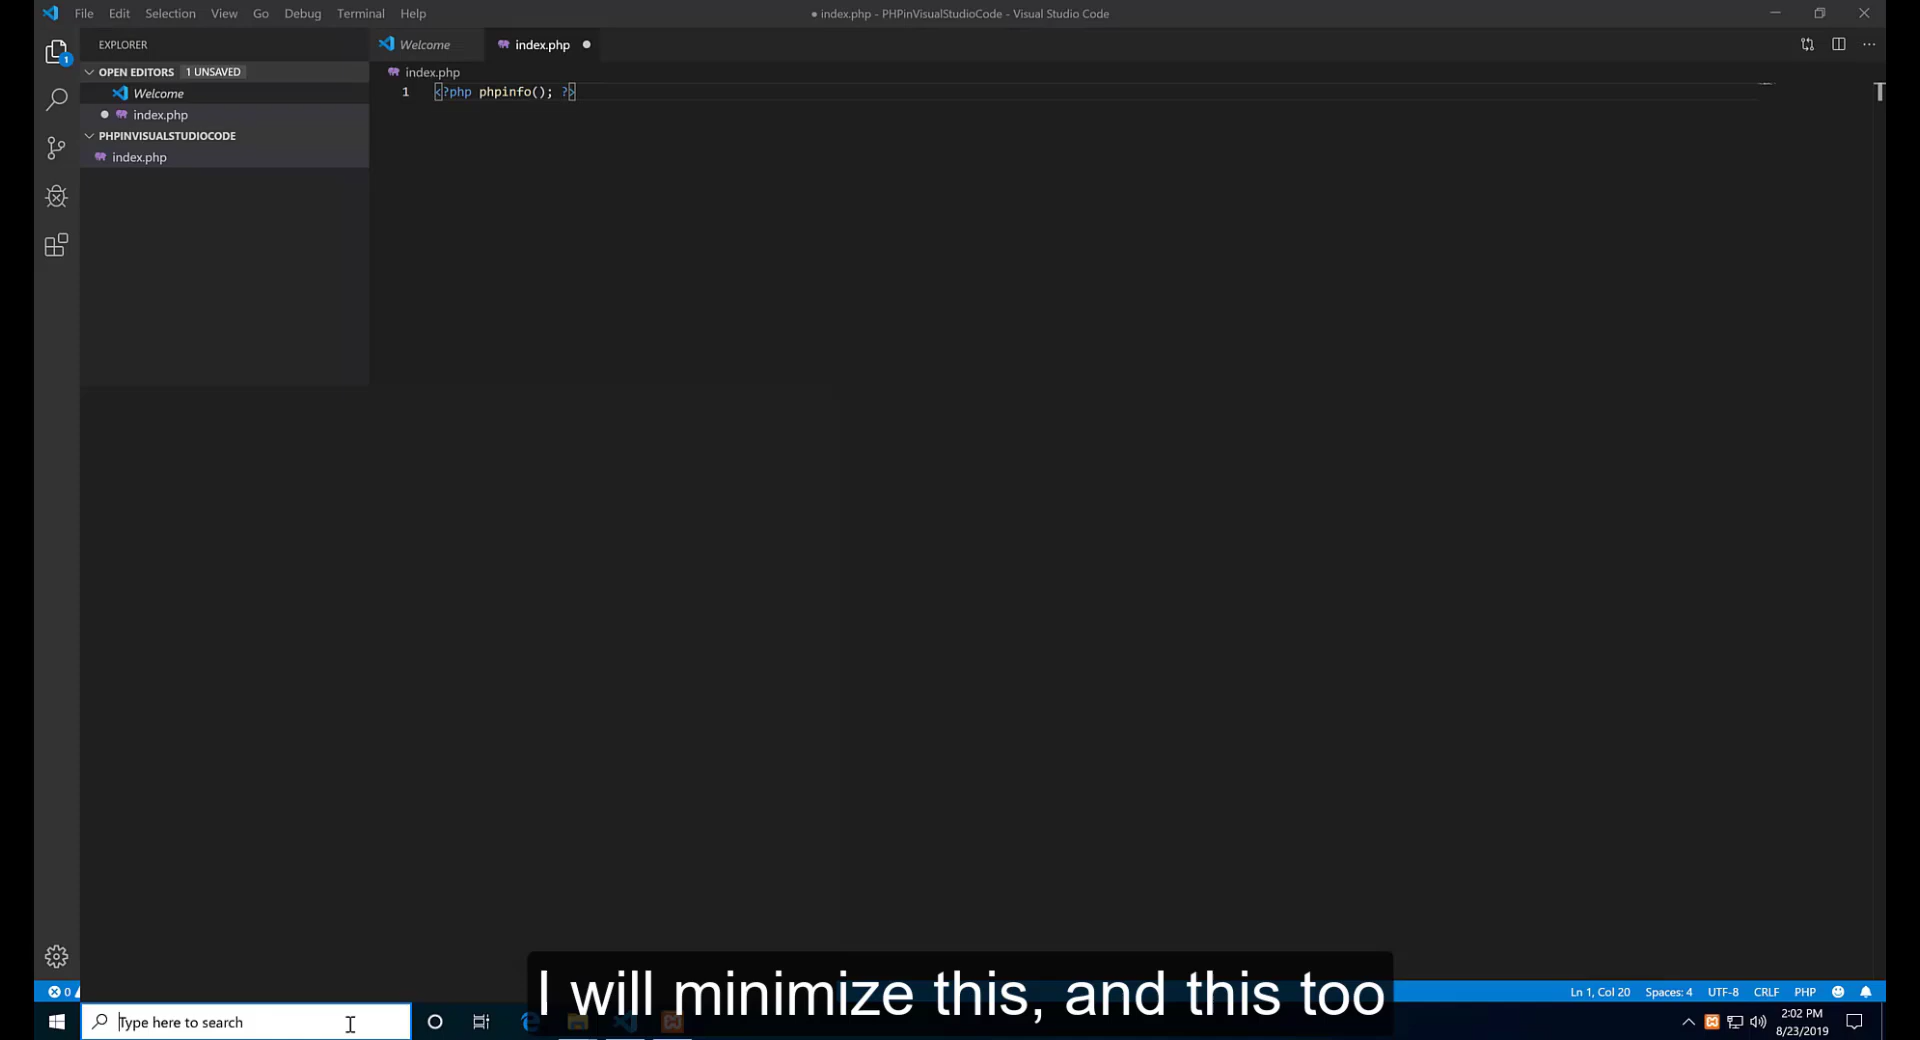 File Edit Selection View Go Debug Terminal Help
● index.php - PHPinVisualStudioCode - Visual Studio Code
EXPLORER
Welcome
index.php ●
1
OPEN EDITORS 1 UNSAVED
index.php
Welcome
1 <?php phpinfo(); ?>
index.php
PHPINVISUALSTUDIOCODE
index.php
I will minimize this, and this too
0
Ln 1, Col 20 Spaces: 4 UTF-8 CRLF PHP
Type here to search
2:02 PM
8/23/2019